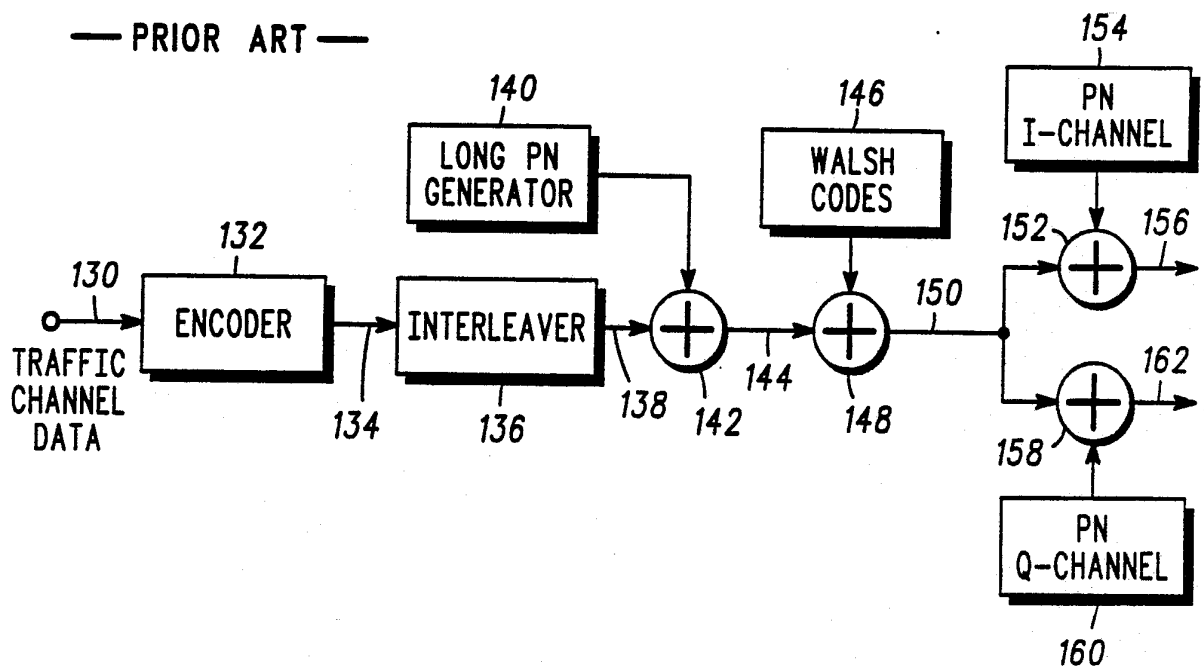 — PRIOR ART —
154
PN
I-CHANNEL
140
146
LONG PN
GENERATOR
WALSH
CODES
152
156
132
130
ENCODER
INTERLEAVER
150
TRAFFIC
CHANNEL
DATA
134
136
138
142
144
148
162
158
PN
Q-CHANNEL
160